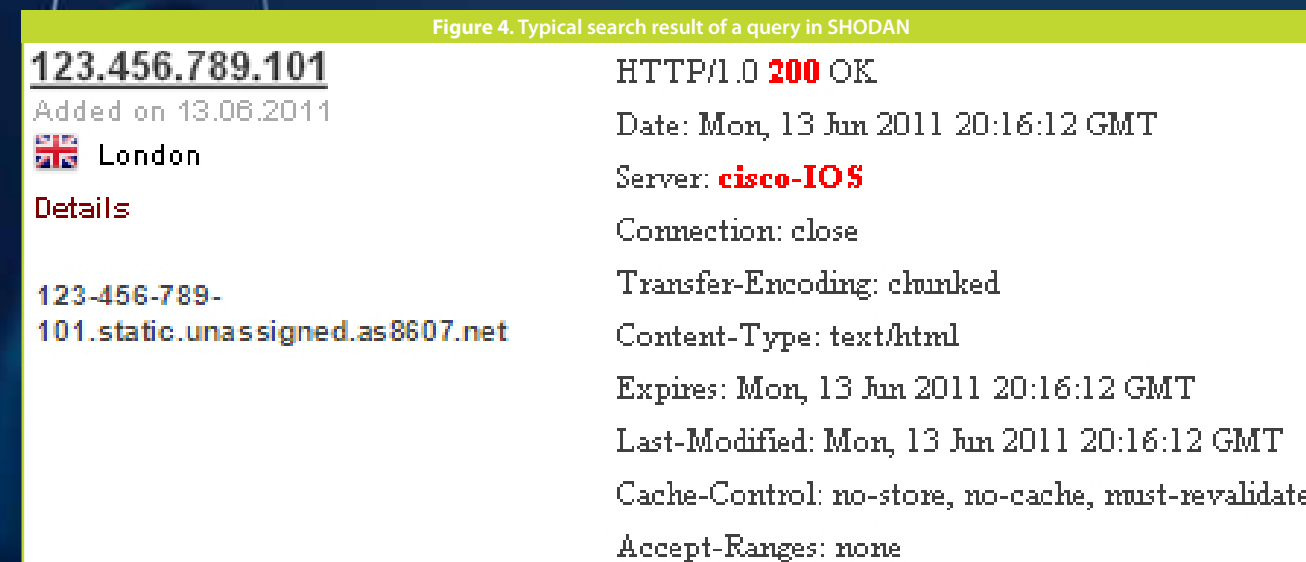 Figure 4. Typical search result of a query in SHODAN
123.456.789.101
Added on 13.06.2011
London
Details
123-456-789-
101.static.unassigned.as8607.net
HTTP/1.0 200 OK
Date: Mon, 13 Jun 2011 20:16:12 GMT
Server: cisco-IOS
Connection: close
Transfer-Encoding: chunked
Content-Type: text/html
Expires: Mon, 13 Jun 2011 20:16:12 GMT
Last-Modified: Mon, 13 Jun 2011 20:16:12 GMT
Cache-Control: no-store, no-cache, must-revalidate
Accept-Ranges: none